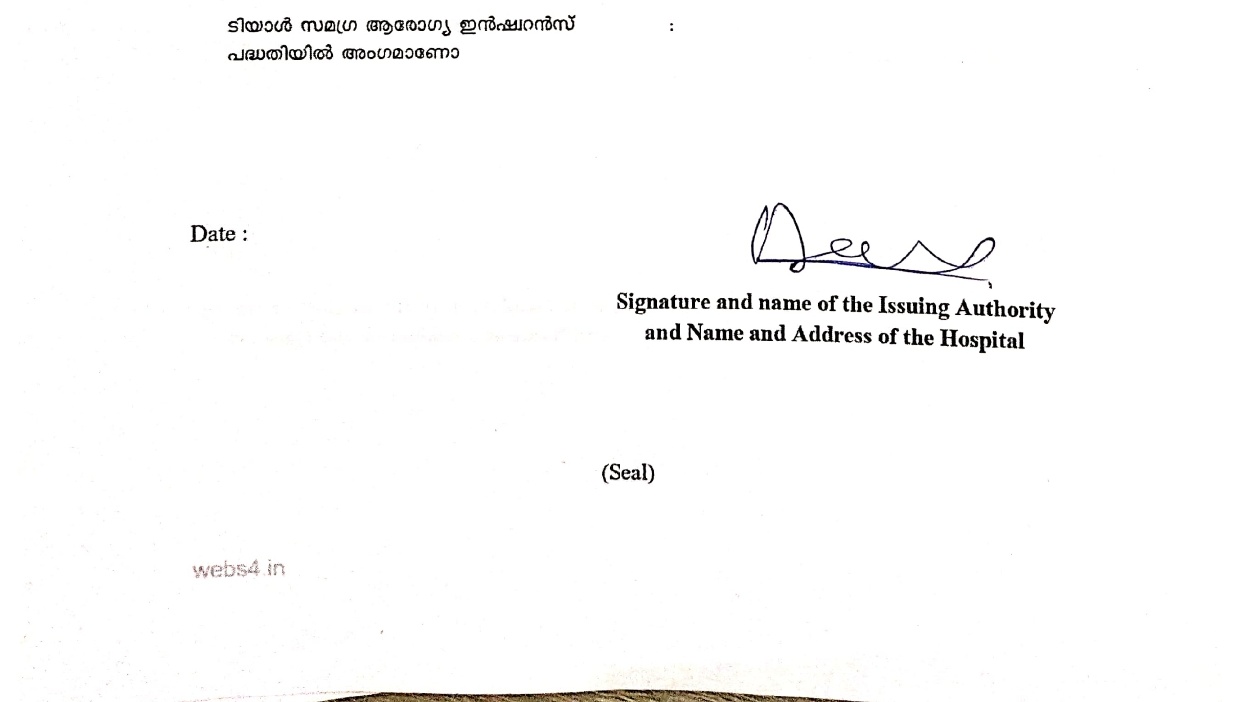 ടിയാൾ സമഗ്ര ആരോഗ്യ ഇൻഷ്വറൻസ് :
പദ്ധതിയിൽ അംഗമാണോ
Date :
Signature and name of the Issuing Authority
and Name and Address of the Hospital
(Seal)
webs4.in